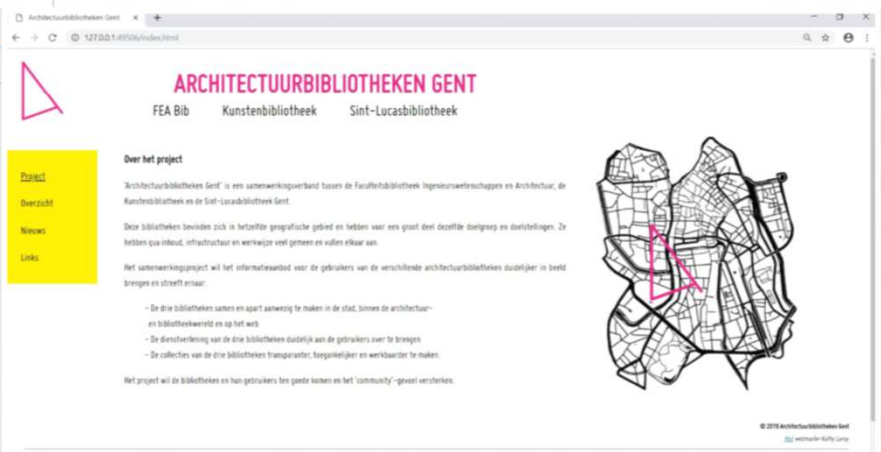 Architectuurbibliotheken Gent
127.0.0.1:49506/index.html
ARCHITECTUURBIBLIOTHEKEN GENT
FEA Bib Kunstenbibliotheek Sint-Lucasbibliotheek
Project
Overzicht
Nieuws
Links
Over het project
'Architectuurbibliotheken Gent' is een samenwerkingsverband tussen de Faculteitsbibliotheek Ingenieurswetenschappen en Architectuur, de
Kunstenbibliotheek en de Sint-Lucasbibliotheek Gent.
Deze bibliotheken bevinden zich in hetzelfde geografische gebied en hebben voor een groot deel dezelfde doelgroep en doelstellingen. Ze
hebben qua inhoud, infrastructuur en werkwijze veel gemeen en vullen elkaar aan.
Het samenwerkingsproject wil het informatieaanbod voor de gebruikers van de verschillende architectuurbibliotheken duidelijker in beeld
brengen en streeft ernaar:
- De drie bibliotheken samen en apart aanwezig te maken in de stad, binnen de architectuur-
en bibliotheekwereld en op het web
- De dienstverlening van de drie bibliotheken duidelijk aan de gebruikers over te brengen
- De collecties van de drie bibliotheken transparanter, toegankelijker en werkbaarder te maken.
Het project wil de bibliotheken en hun gebruikers ten goede komen en het 'community'-gevoel versterken.
© 2019 Architectuurbibliotheken Gent
webmaster Kathy